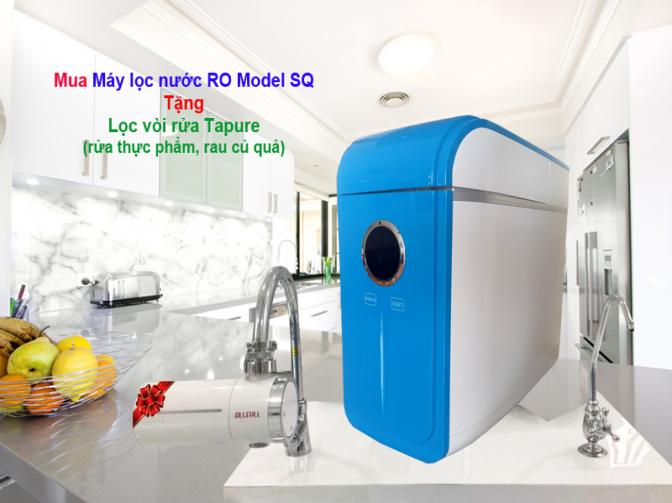 Mua Máy lọc nước RO Model SQ
Tặng
Lọc vòi rửa Tapure
(rửa thực phẩm, rau củ quả)